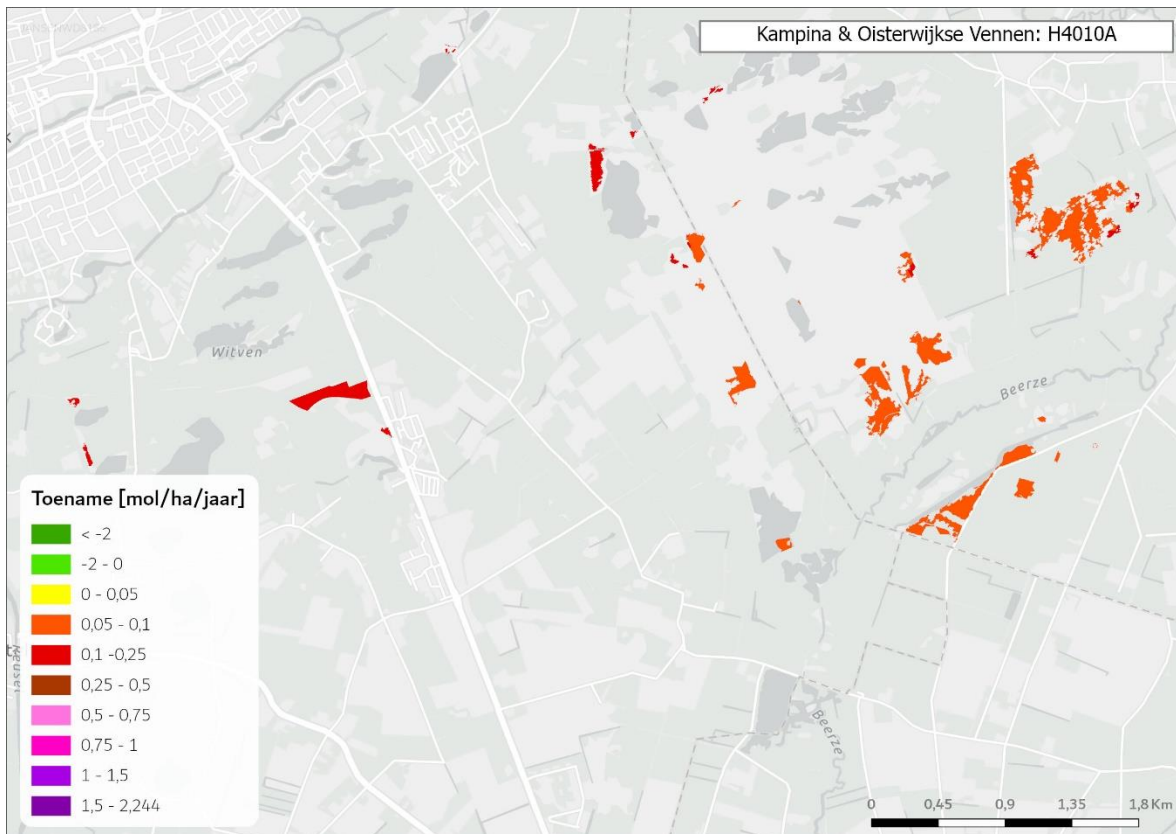 Kampina & Oisterwijkse Vennen: H4010A
Witven
Beerze
Beerze
Toename [mol/ha/jaar]
< -2
-2 - 0
0 - 0,05
0,05 - 0,1
0,1 -0,25
0,25 - 0,5
0,5 - 0,75
0,75 - 1
1 - 1,5
1,5 - 2,244
0 0,45 0,9 1,35 1,8 Km